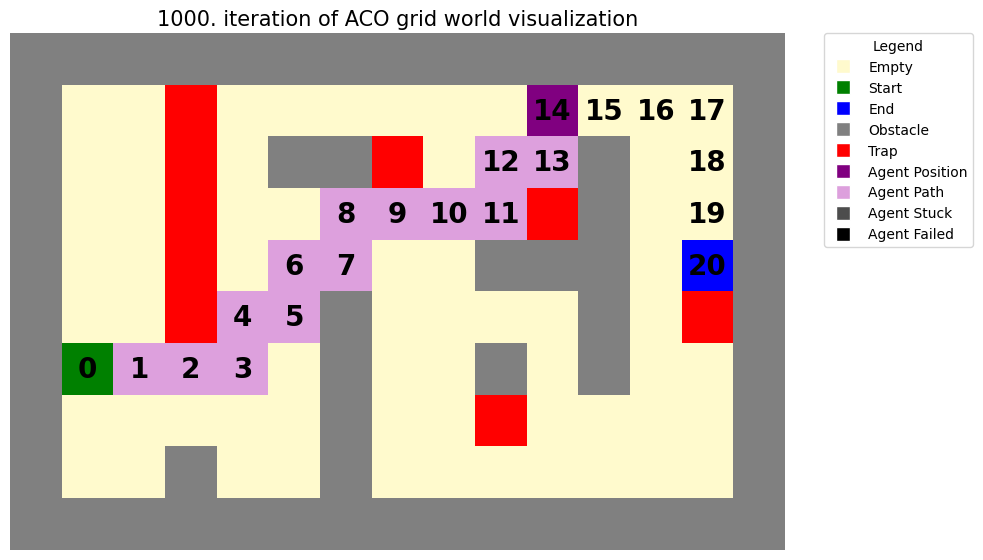 1000. iteration of ACO grid world visualization
Legend
Empty
Start
End
Obstacle
Trap
Agent Position
Agent Path
Agent Stuck
Agent Failed
14 15 16 17
12 13 18
8 9 10 11 19
6 7 20
4 5
0 1 2 3